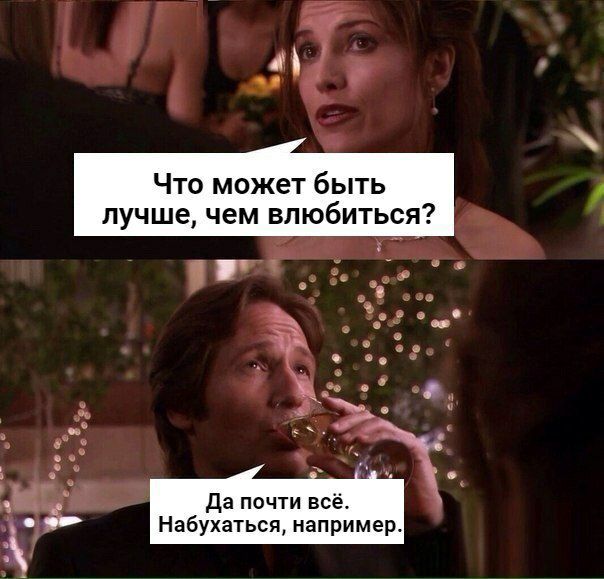 Что может быть
лучше, чем влюбиться?
Да почти всё.
Набухаться, например.